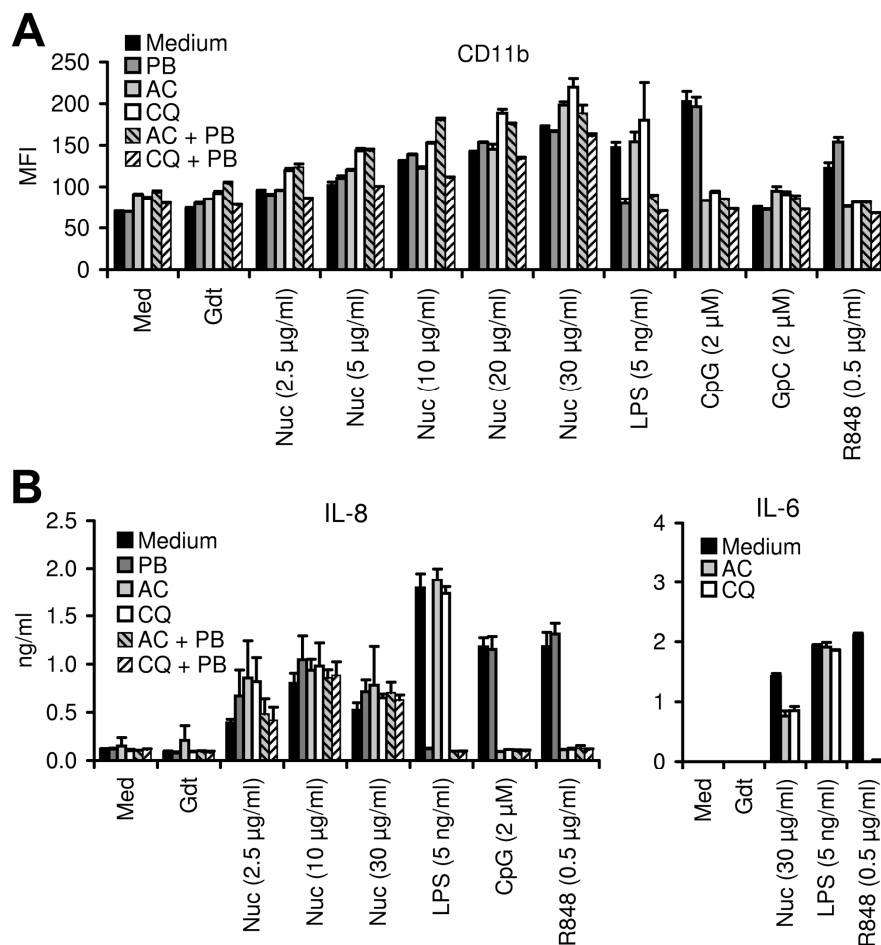 A
CD11b
Medium
PB
AC
CQ
AC + PB
CQ + PB
MFI
250
200
150
100
50
0
Med
Gdt
Nuc (2.5 µg/ml)
Nuc (5 µg/ml)
Nuc (10 µg/ml)
Nuc (20 µg/ml)
Nuc (30 µg/ml)
LPS (5 ng/ml)
CpG (2 µM)
GpC (2 µM)
R848 (0.5 µg/ml)
B
IL-8
Medium
PB
AC
CQ
AC + PB
CQ + PB
ng/ml
2.5
2.0
1.5
1.0
0.5
0.0
Med
Gdt
Nuc (2.5 µg/ml)
Nuc (10 µg/ml)
Nuc (30 µg/ml)
LPS (5 ng/ml)
CpG (2 µM)
R848 (0.5 µg/ml)
IL-6
Medium
AC
CQ
4
3
2
1
0
Med
Gdt
Nuc (30 µg/ml)
LPS (5 ng/ml)
R848 (0.5 µg/ml)